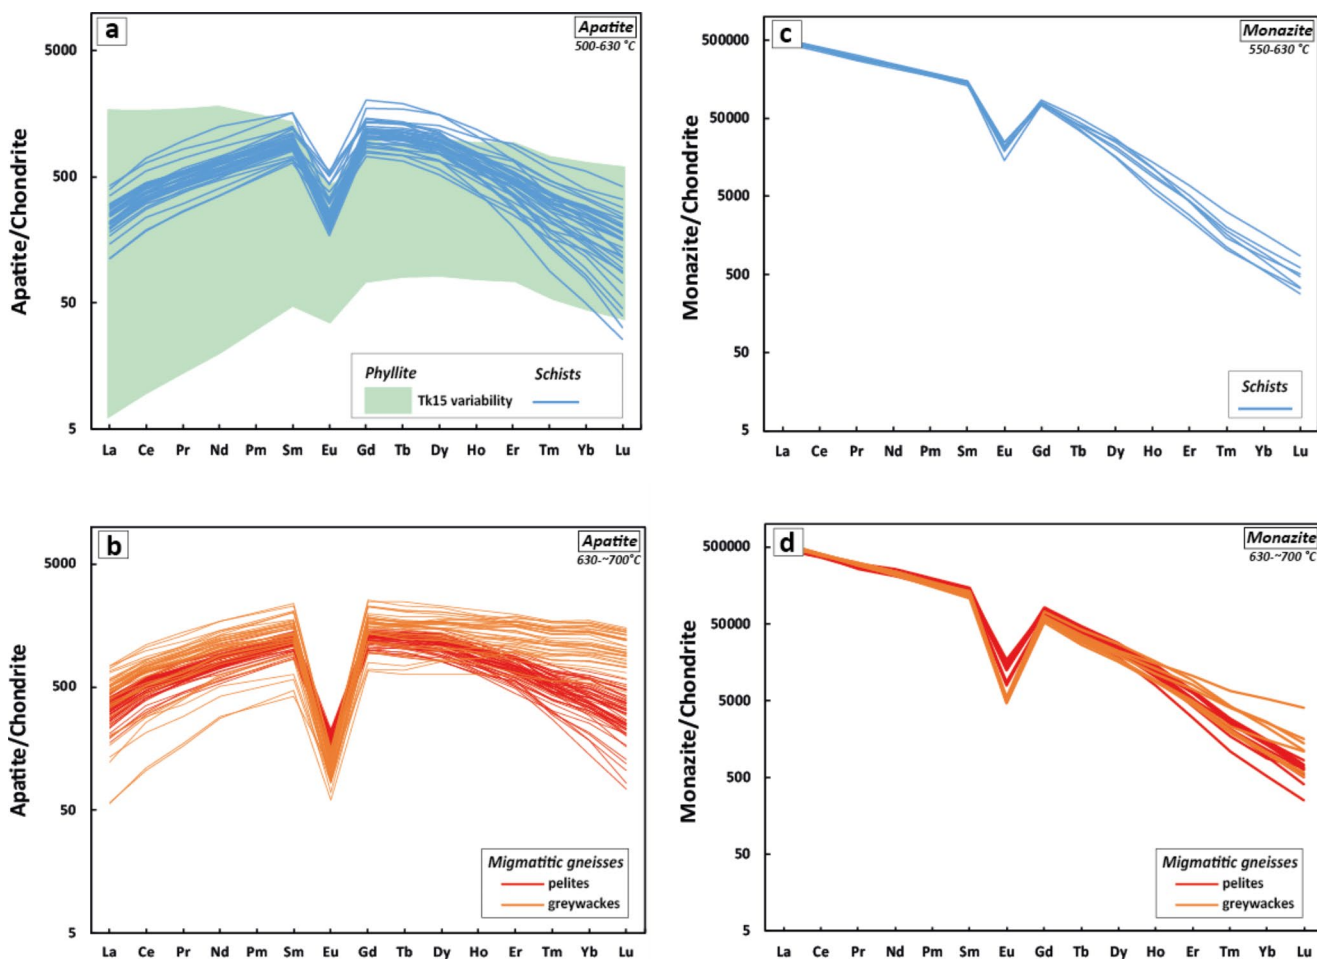 a
Apatite
500-630 °C
Apatite/Chondrite
5000
500
50
5
Phyllite
Schists
Tk15 variability
La Ce Pr Nd Pm Sm Eu Gd Tb Dy Ho Er Tm Yb Lu
c
Monazite
550-630 °C
Monazite/Chondrite
500000
50000
5000
500
50
5
Schists
La Ce Pr Nd Pm Sm Eu Gd Tb Dy Ho Er Tm Yb Lu
b
Apatite
630-~700°C
Apatite/Chondrite
5000
500
50
5
Migmatitic gneisses
pelites
greywackes
La Ce Pr Nd Pm Sm Eu Gd Tb Dy Ho Er Tm Yb Lu
d
Monazite
630-~700 °C
Monazite/Chondrite
500000
50000
5000
500
50
5
Migmatitic gneisses
pelites
greywackes
La Ce Pr Nd Pm Sm Eu Gd Tb Dy Ho Er Tm Yb Lu